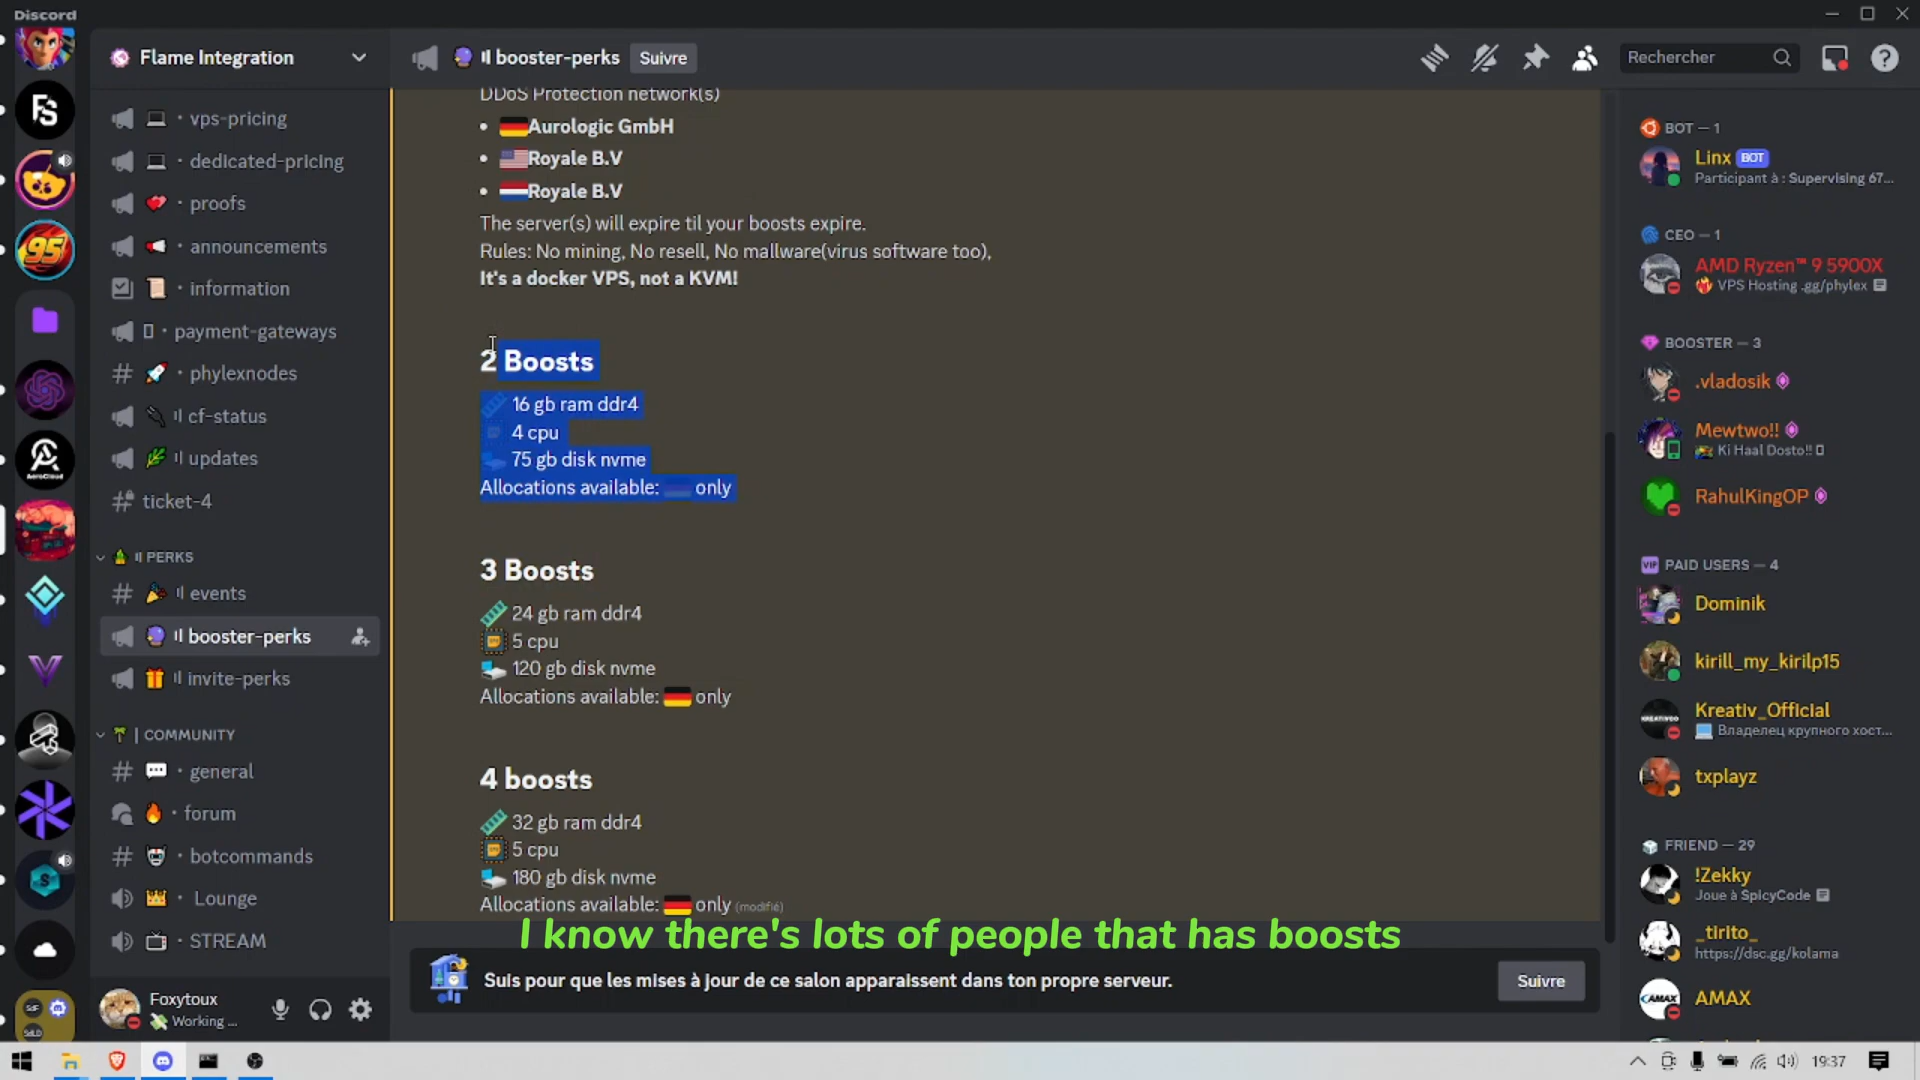 Discord
Flame Integration
booster-perks
Suivre
Rechercher
vps-pricing
dedicated-pricing
proofs
announcements
information
payment-gateways
phylexnodes
cf-status
updates
ticket-4
PERKS
events
booster-perks
invite-perks
COMMUNITY
general
forum
botcommands
Lounge
STREAM
Foxytoux
Working ...
DDoS Protection network(s)
• Aurologic GmbH
• Royale B.V
• Royale B.V
The server(s) will expire til your boosts expire.
Rules: No mining, No resell, No mallware(virus software too),
It's a docker VPS, not a KVM!
2 Boosts
16 gb ram ddr4
4 cpu
75 gb disk nvme
Allocations available: only
3 Boosts
24 gb ram ddr4
5 cpu
120 gb disk nvme
Allocations available: only
4 boosts
32 gb ram ddr4
5 cpu
180 gb disk nvme
Allocations available: only (modifié)
I know there's lots of people that has boosts
Suis pour que les mises à jour de ce salon apparaissent dans ton propre serveur.
Suivre
BOT — 1
Linx BOT
Participant à : Supervising 67...
CEO — 1
AMD Ryzen™ 9 5900X
VPS Hosting .gg/phylex
BOOSTER — 3
.vladosik
Mewtwo!!
Ki Haal Dosto!!
RahulKingOP
VIP PAID USERS — 4
Dominik
kirill_my_kirilp15
Kreativ_Official
Владелец крупного хост...
txplayz
FRIEND — 29
!Zekky
Joue à SpicyCode
_tirito_
https://dsc.gg/kolama
AMAX
19:37